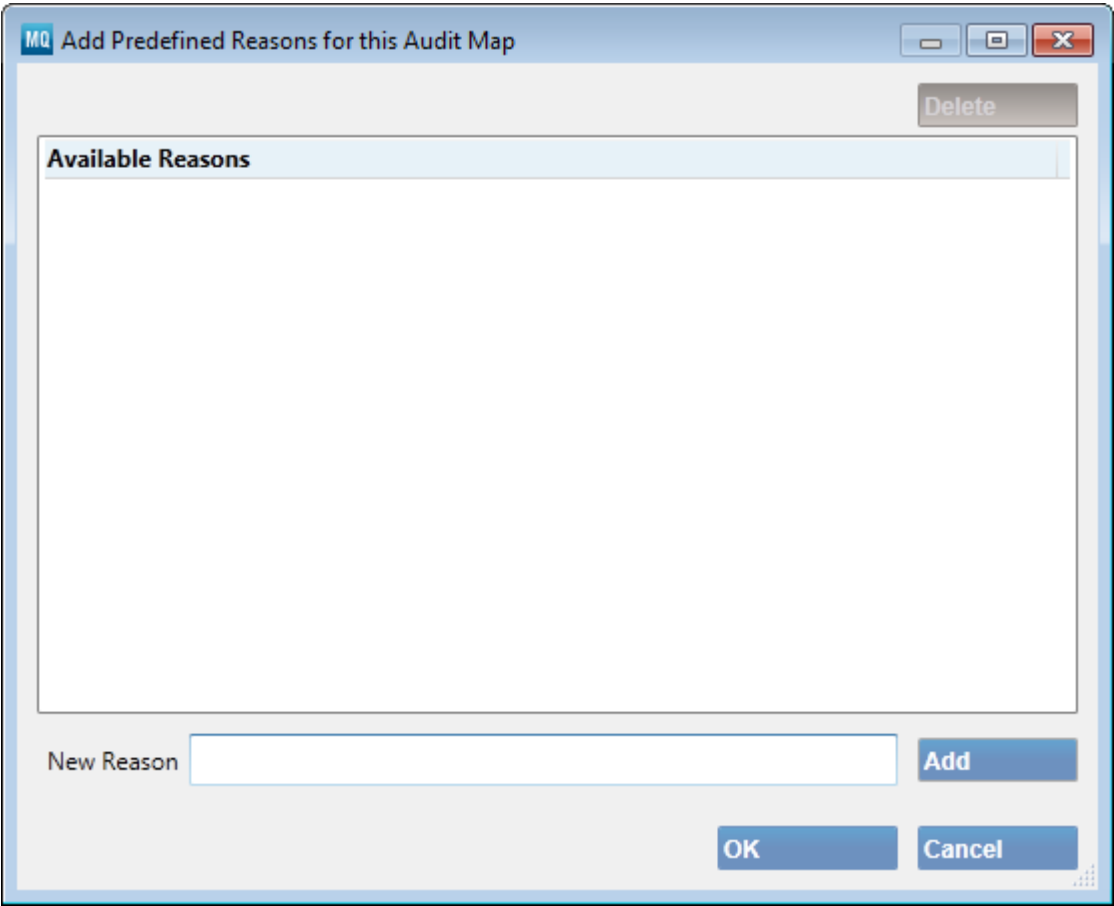 MQ Add Predefined Reasons for this Audit Map
Delete
Available Reasons
New Reason
Add
OK
Cancel